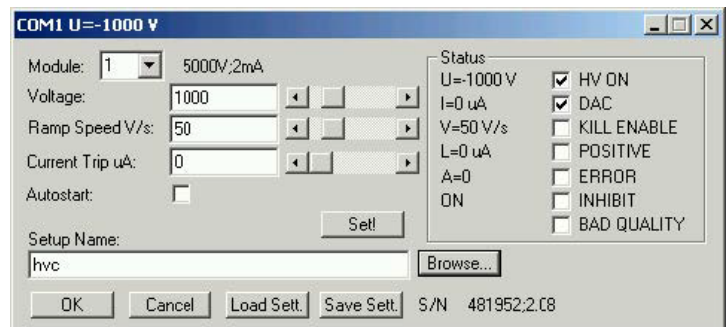 COM1 U=-1000 V
Module: 1 5000V;2mA
Voltage: 1000
Ramp Speed V/s: 50
Current Trip uA: 0
Autostart:
Set!
Setup Name:
hvc
Browse...
OK Cancel Load Sett. Save Sett. S/N 481952;2.08
Status
U=-1000 V HV ON
I=0 uA DAC
V=50 V/s KILL ENABLE
L=0 uA POSITIVE
A=0 ERROR
ON INHIBIT
BAD QUALITY